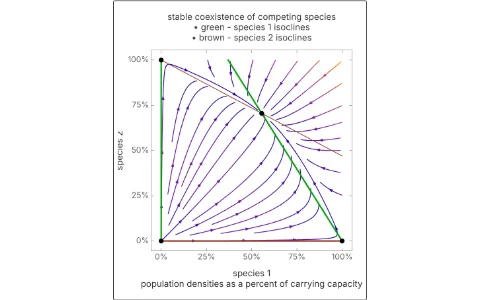 stable coexistence of competing species
• green - species 1 isoclines
• brown - species 2 isoclines
100%
75%
50%
25%
0%
species 2
0%
25%
50%
75%
100%
species 1
population densities as a percent of carrying capacity